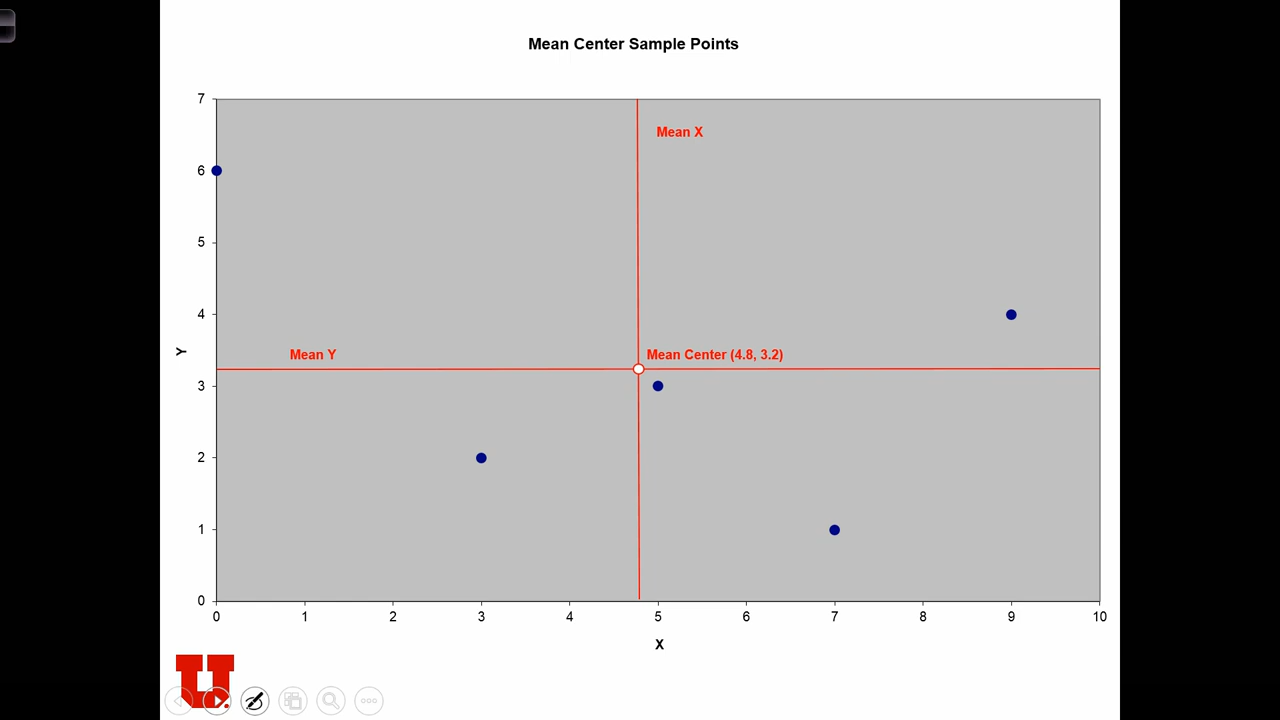 Mean Center Sample Points
7
Mean X
6
5
4
Mean Y
Mean Center (4.8, 3.2)
Y
3
2
1
0
0 1 2 3 4 5 6 7 8 9 10
X
U